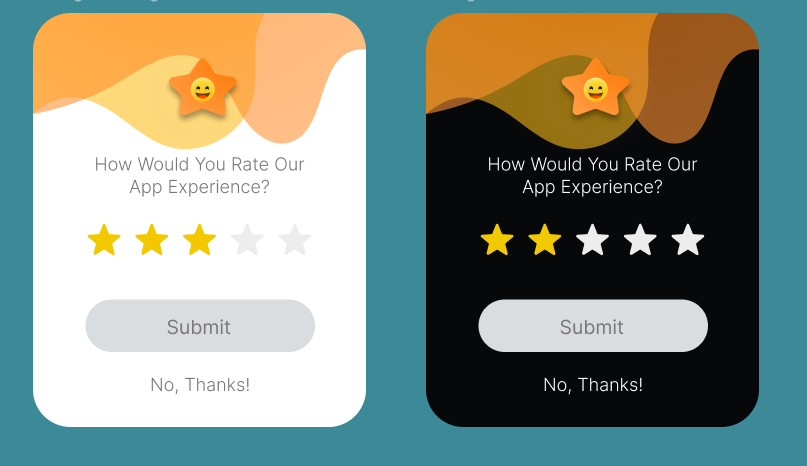 How Would You Rate Our
App Experience?
Submit
No, Thanks!
How Would You Rate Our
App Experience?
Submit
No, Thanks!